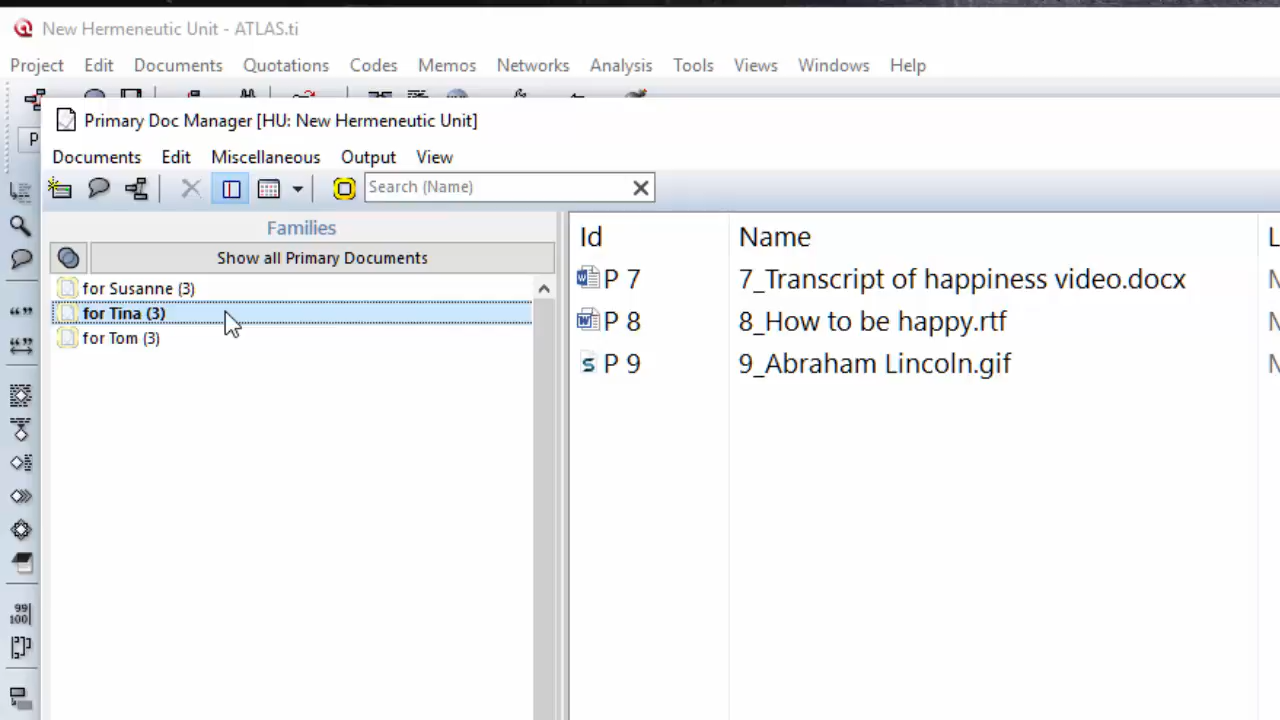 New Hermeneutic Unit - ATLAS.ti
Project Edit Documents Quotations Codes Memos Networks Analysis Tools Views Windows Help
P
Primary Doc Manager [HU: New Hermeneutic Unit]
Documents Edit Miscellaneous Output View
Search (Name)
Families
Show all Primary Documents
for Susanne (3)
for Tina (3)
for Tom (3)
Id Name L
P 7 7_Transcript of happiness video.docx
P 8 8_How to be happy.rtf
P 9 9_Abraham Lincoln.gif
99
100